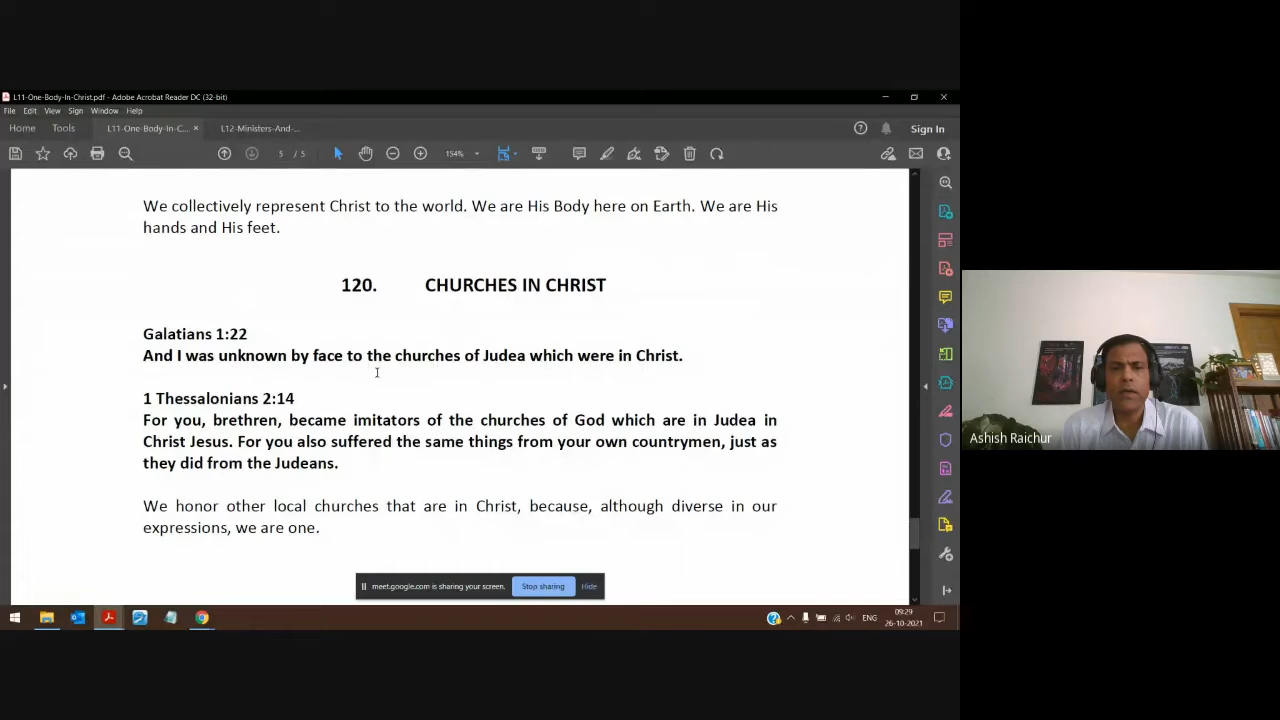 L11-One-Body-In-Christ.pdf - Adobe Acrobat Reader DC (32-bit)
File Edit View Sign Window Help
Home Tools L11-One-Body-In-C... × L12-Ministers-And-... Sign In
5 / 5 154%
We collectively represent Christ to the world. We are His Body here on Earth. We are His
hands and His feet.
120. CHURCHES IN CHRIST
Galatians 1:22
And I was unknown by face to the churches of Judea which were in Christ.
1 Thessalonians 2:14
For you, brethren, became imitators of the churches of God which are in Judea in
Christ Jesus. For you also suffered the same things from your own countrymen, just as
they did from the Judeans.
We honor other local churches that are in Christ, because, although diverse in our
expressions, we are one.
meet.google.com is sharing your screen. Stop sharing Hide
ENG
09:29
26-10-2021
Ashish Raichur